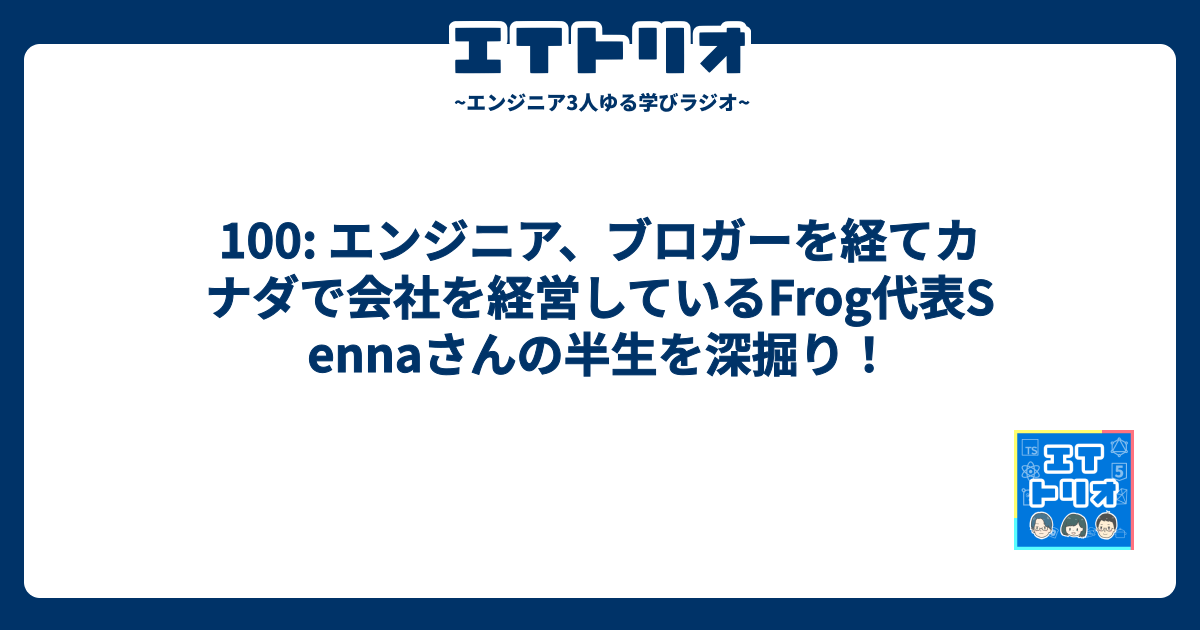 エイトリオ
~エンジニア3人ゆる学びラジオ~
100: エンジニア、ブロガーを経てカ
ナダで会社を経営しているFrog代表S
ennaさんの半生を深掘り！
TS
エイ
5
トリオ